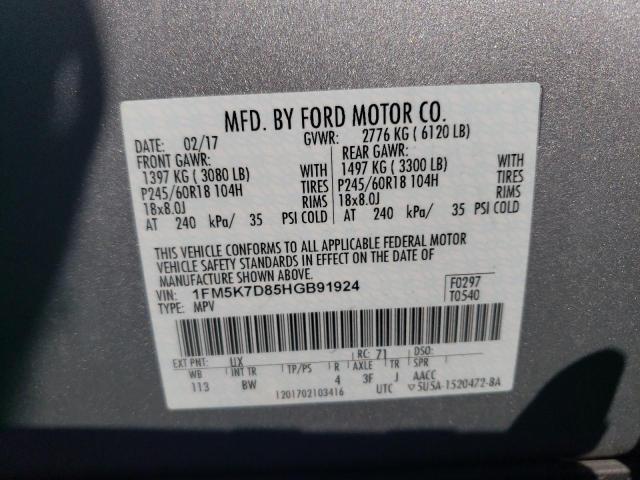 MFD. BY FORD MOTOR CO.
DATE: 02/17 GVWR: 2776 KG ( 6120 LB)
FRONT GAWR: REAR GAWR:
1397 KG ( 3080 LB) WITH 1497 KG ( 3300 LB) WITH
P245/60R18 104H TIRES P245/60R18 104H TIRES
18x8.0J RIMS 18x8.0J RIMS
AT 240 kPa/ 35 PSI COLD AT 240 kPa/ 35 PSI COLD
THIS VEHICLE CONFORMS TO ALL APPLICABLE FEDERAL MOTOR
VEHICLE SAFETY STANDARDS IN EFFECT ON THE DATE OF
MANUFACTURE SHOWN ABOVE.
VIN: 1FM5K7D85HGB91924 F0297
TYPE: MPV T0540
EXT PNT: UX RC: 71 DSO:
WB INT TR TP/PS R AXLE TR SPR
113 BW 4 3F J AACC
1201702103416 UTC ▽5U5A-1520472-BA